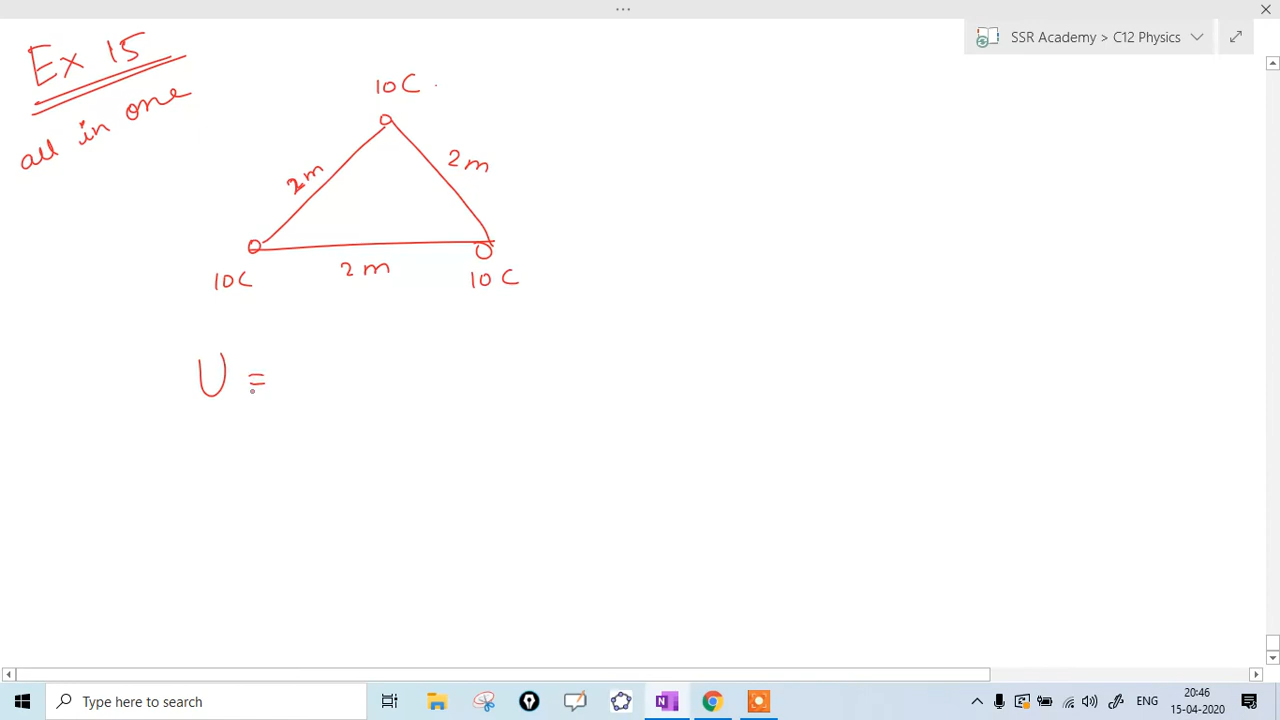 SSR Academy > C12 Physics
Ex 15
all in one
10C
2m
2m
10C
2m
10C
U =
Type here to search
N
ENG
20:46
15-04-2020